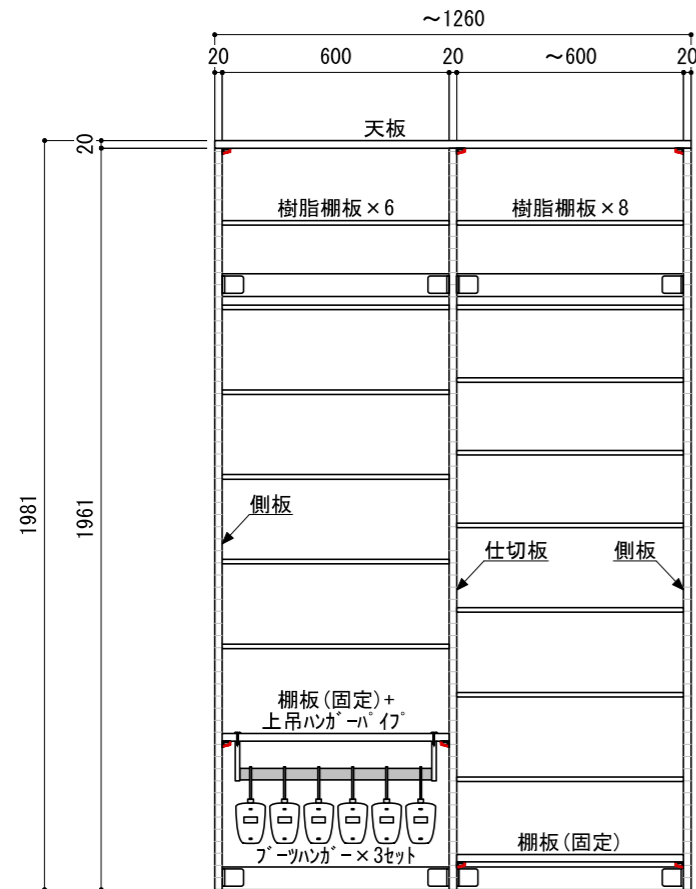 ～1260
20 600 20 ～600 20
20
天板
樹脂棚板×6 樹脂棚板×8
1981
1961
側板
仕切板 側板
棚板(固定)+
上吊ﾊﾝｶﾞｰﾊﾟｲﾌﾟ
ﾌﾞｰﾂﾊﾝｶﾞｰ×3ｾｯﾄ
棚板(固定)